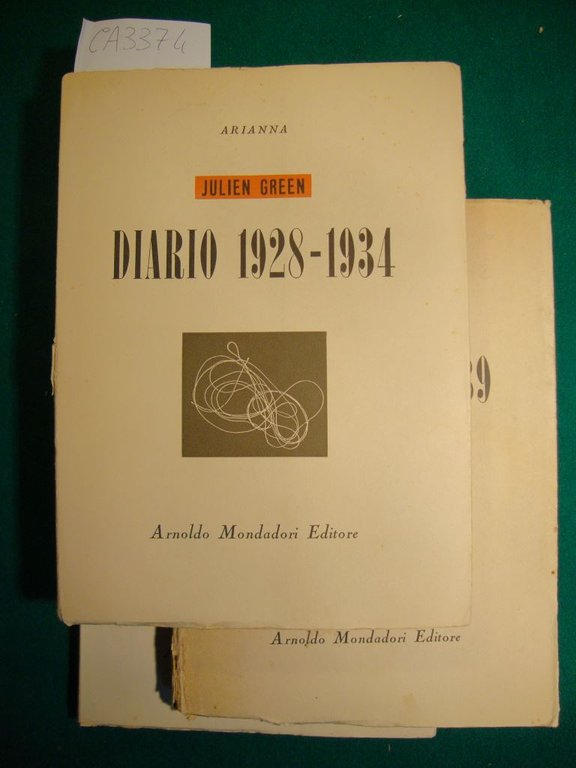 CA3374
ARIANNA
JULIEN GREEN
DIARIO 1928-1934
Arnoldo Mondadori Editore
39
Arnoldo Mondadori Editore